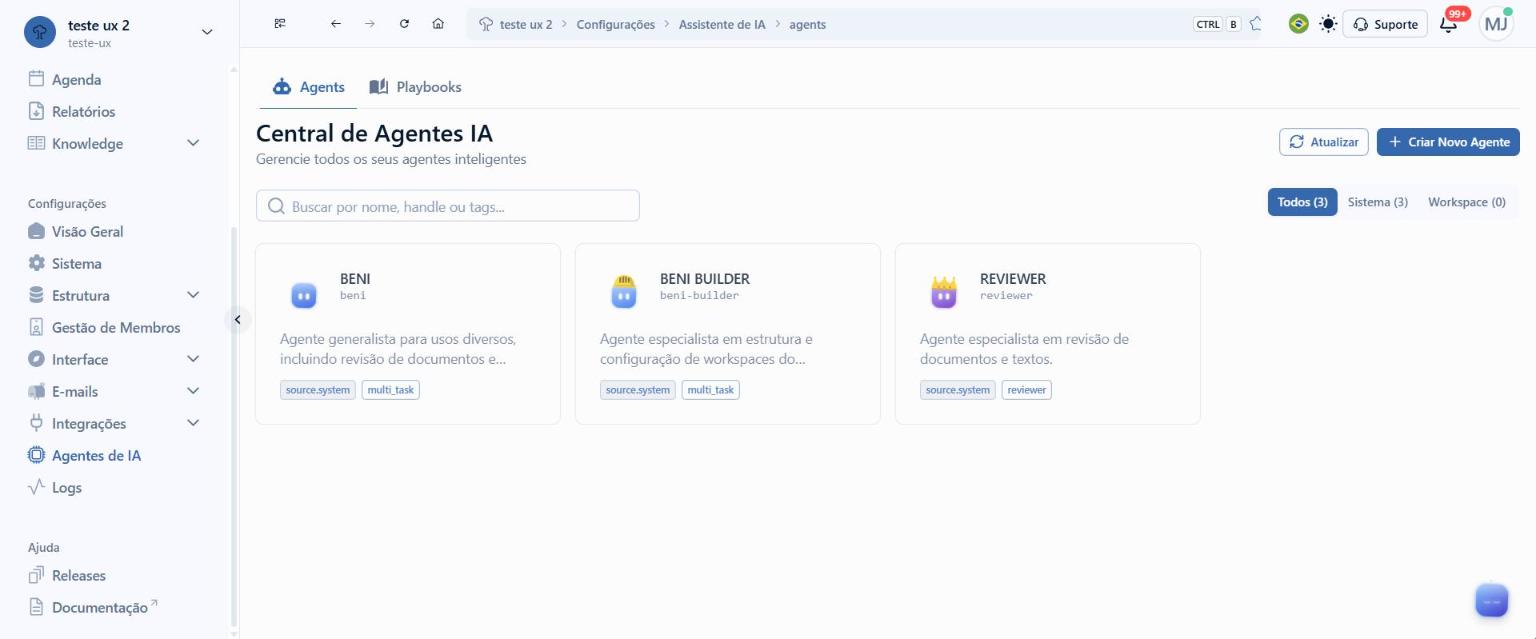 teste ux 2
teste-ux
Agenda
Relatórios
Knowledge
Configurações
Visão Geral
Sistema
Estrutura
Gestão de Membros
Interface
E-mails
Integrações
Agentes de IA
Logs
Ajuda
Releases
Documentação
teste ux 2 > Configurações > Assistente de IA > agents
CTRL B
Suporte
99+
MJ
Agents
Playbooks
Central de Agentes IA
Gerencie todos os seus agentes inteligentes
Atualizar
+ Criar Novo Agente
Buscar por nome, handle ou tags...
Todos (3)
Sistema (3)
Workspace (0)
BENI
beni
Agente generalista para usos diversos,
incluindo revisão de documentos e...
source.system
multi_task
BENI BUILDER
beni-builder
Agente especialista em estrutura e
configuração de workspaces do...
source.system
multi_task
REVIEWER
reviewer
Agente especialista em revisão de
documentos e textos.
source.system
reviewer